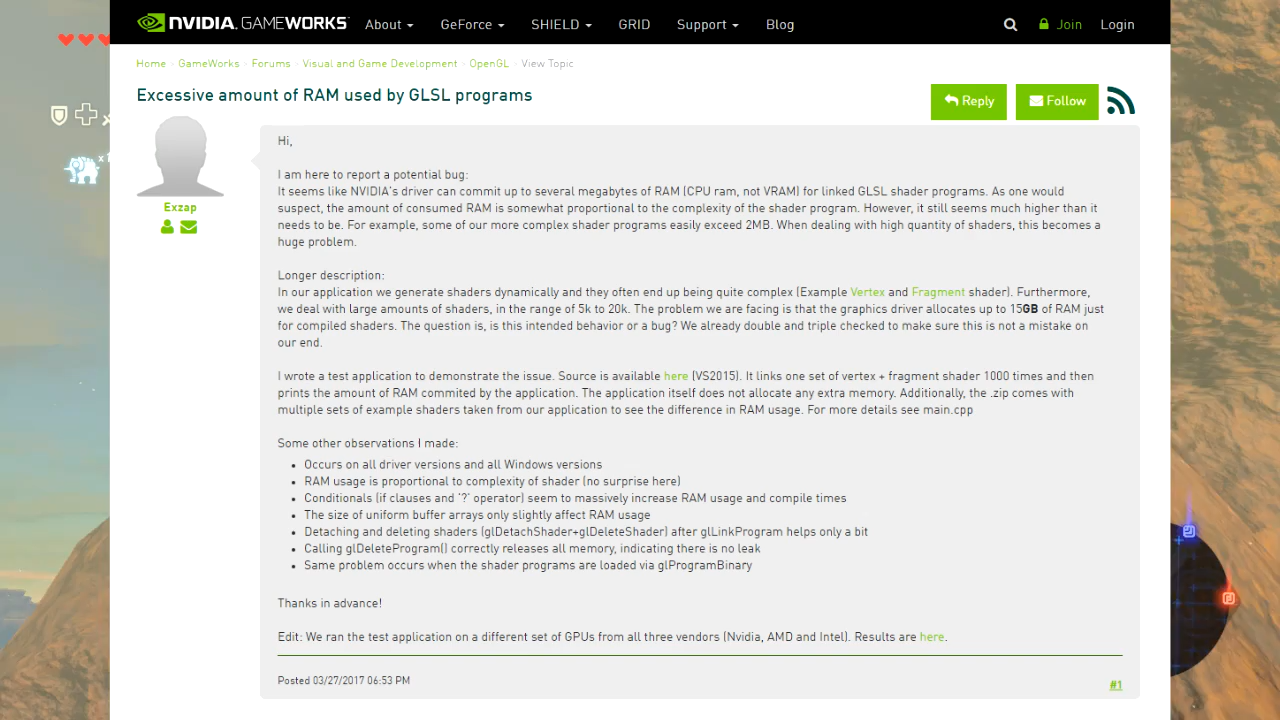 NVIDIA. GAMEWORKS About GeForce SHIELD GRID Support Blog Join Login
Home GameWorks Forums Visual and Game Development OpenGL View Topic
Excessive amount of RAM used by GLSL programs
Reply Follow
Exzap
Hi,
I am here to report a potential bug:
It seems like NVIDIA's driver can commit up to several megabytes of RAM (CPU ram, not VRAM) for linked GLSL shader programs. As one would
suspect, the amount of consumed RAM is somewhat proportional to the complexity of the shader program. However, it still seems much higher than it
needs to be. For example, some of our more complex shader programs easily exceed 2MB. When dealing with high quantity of shaders, this becomes a
huge problem.
Longer description:
In our application we generate shaders dynamically and they often end up being quite complex (Example Vertex and Fragment shader). Furthermore,
we deal with large amounts of shaders, in the range of 5k to 20k. The problem we are facing is that the graphics driver allocates up to 15GB of RAM just
for compiled shaders. The question is, is this intended behavior or a bug? We already double and triple checked to make sure this is not a mistake on
our end.
I wrote a test application to demonstrate the issue. Source is available here (VS2015). It links one set of vertex + fragment shader 1000 times and then
prints the amount of RAM commited by the application. The application itself does not allocate any extra memory. Additionally, the .zip comes with
multiple sets of example shaders taken from our application to see the difference in RAM usage. For more details see main.cpp
Some other observations I made:
• Occurs on all driver versions and all Windows versions
• RAM usage is proportional to complexity of shader (no surprise here)
• Conditionals (if clauses and '?' operator) seem to massively increase RAM usage and compile times
• The size of uniform buffer arrays only slightly affect RAM usage
• Detaching and deleting shaders (glDetachShader+glDeleteShader) after glLinkProgram helps only a bit
• Calling glDeleteProgram() correctly releases all memory, indicating there is no leak
• Same problem occurs when the shader programs are loaded via glProgramBinary
Thanks in advance!
Edit: We ran the test application on a different set of GPUs from all three vendors (Nvidia, AMD and Intel). Results are here.
Posted 03/27/2017 06:53 PM
#1